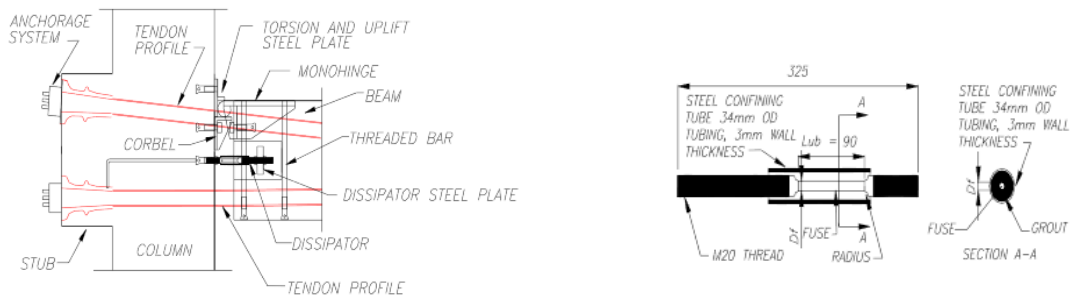 ANCHORAGE
SYSTEM
TENDON
PROFILE
TORSION AND UPLIFT
STEEL PLATE
MONOHINGE
BEAM
THREADED BAR
CORBEL
DISSIPATOR STEEL PLATE
DISSIPATOR
COLUMN
STUB
TENDON PROFILE
325
STEEL CONFINING
TUBE 34mm OD
TUBING, 3mm WALL
THICKNESS
Lub = 90
A
Df
FUSE
A
M20 THREAD
RADIUS
STEEL CONFINING
TUBE 34mm OD
TUBING, 3mm WALL
THICKNESS
Df
FUSE
GROUT
SECTION A-A